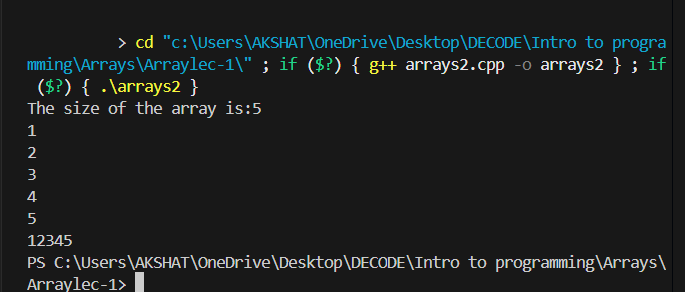 > cd "c:\Users\AKSHAT\OneDrive\Desktop\DECODE\Intro to progra
mming\Arrays\Arraylec-1\" ; if ($?) { g++ arrays2.cpp -o arrays2 } ; if
($?) { .\arrays2 }
The size of the array is:5
1
2
3
4
5
12345
PS C:\Users\AKSHAT\OneDrive\Desktop\DECODE\Intro to programming\Arrays\
Arraylec-1>